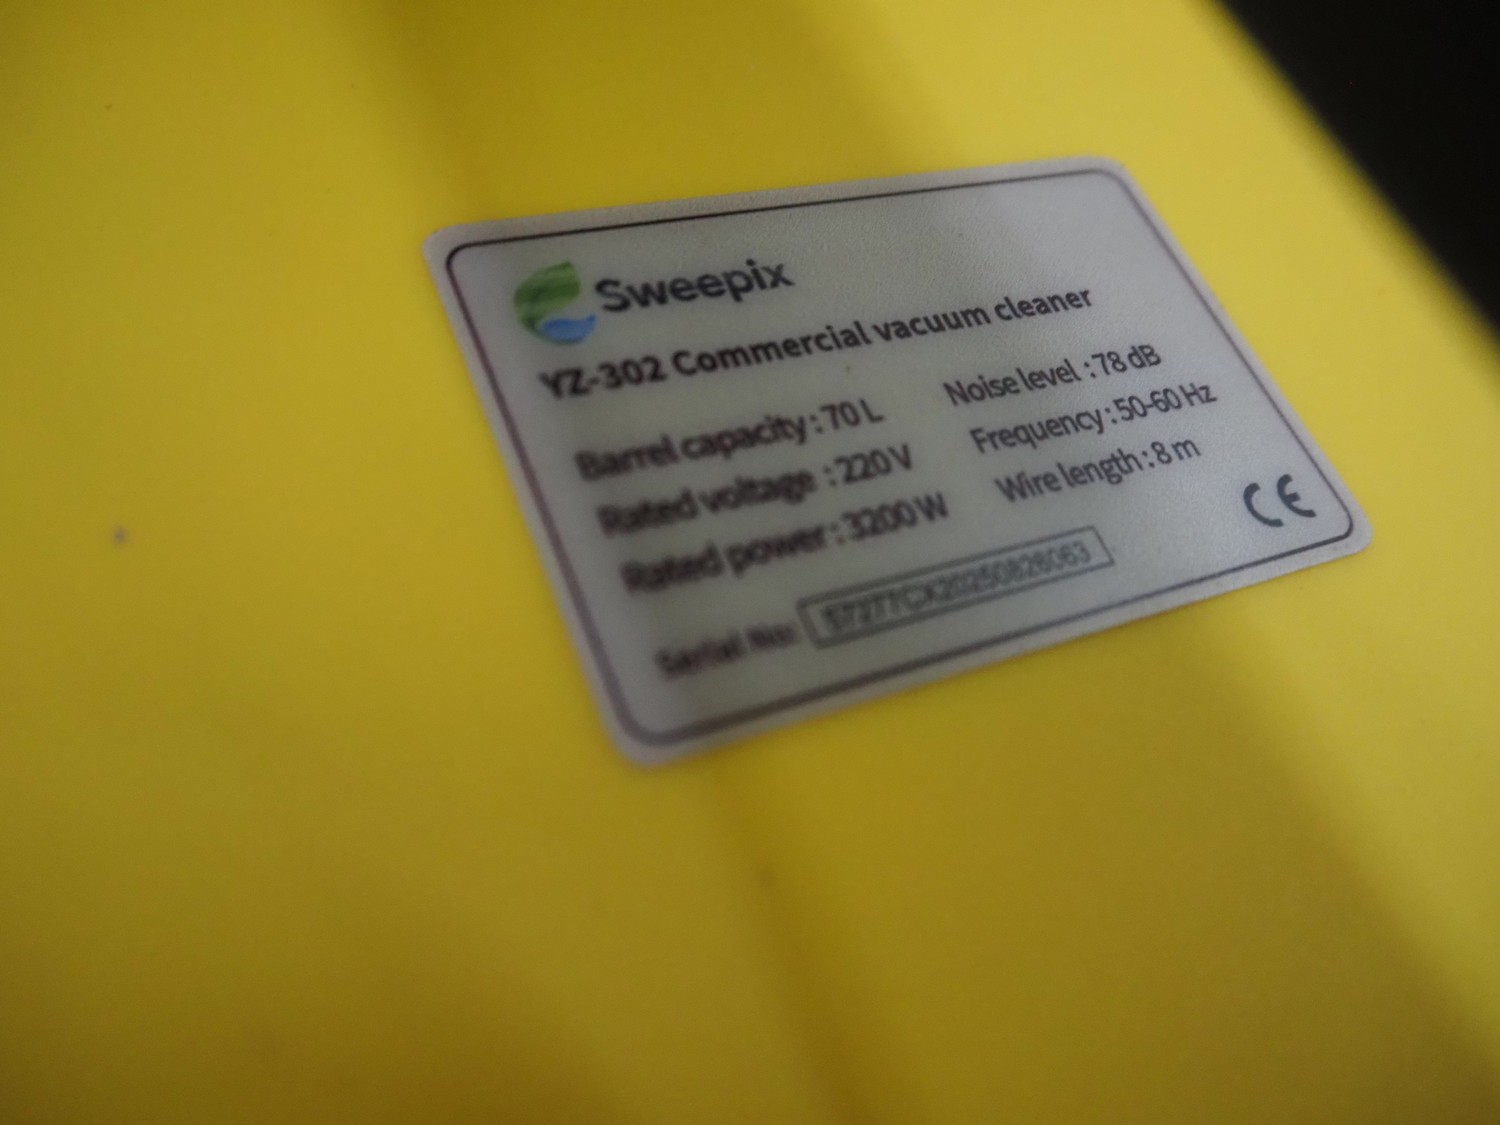 Sweepix
YZ-302 Commercial vacuum cleaner
Barrel capacity : 70 L
Noise level : 78 dB
Rated voltage : 220 V
Frequency : 50-60 Hz
Rated power : 3200 W
Wire length : 8 m
Serial No:
CE